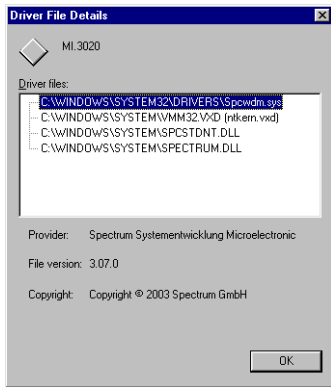 Driver File Details
MI.3020
Driver files:
C:\WINDOWS\SYSTEM32\DRIVERS\Spcwdm.sys
C:\WINDOWS\SYSTEM\VMM32.VXD (ntkern.vxd)
C:\WINDOWS\SYSTEM\SPCSTDNT.DLL
C:\WINDOWS\SYSTEM\SPECTRUM.DLL
Provider: Spectrum Systementwicklung Microelectronic
File version: 3.07.0
Copyright: Copyright © 2003 Spectrum GmbH
OK